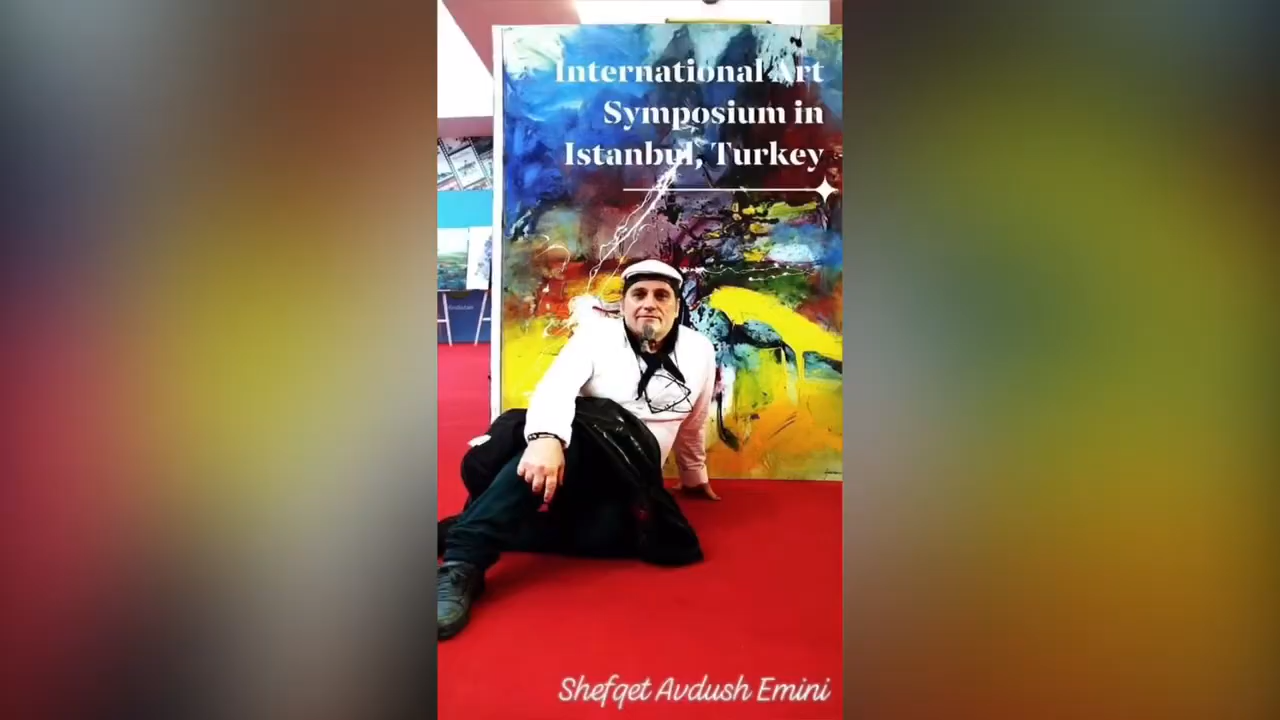 International Art
Symposium in
Istanbul, Turkey
Shefqet Avdush Emini